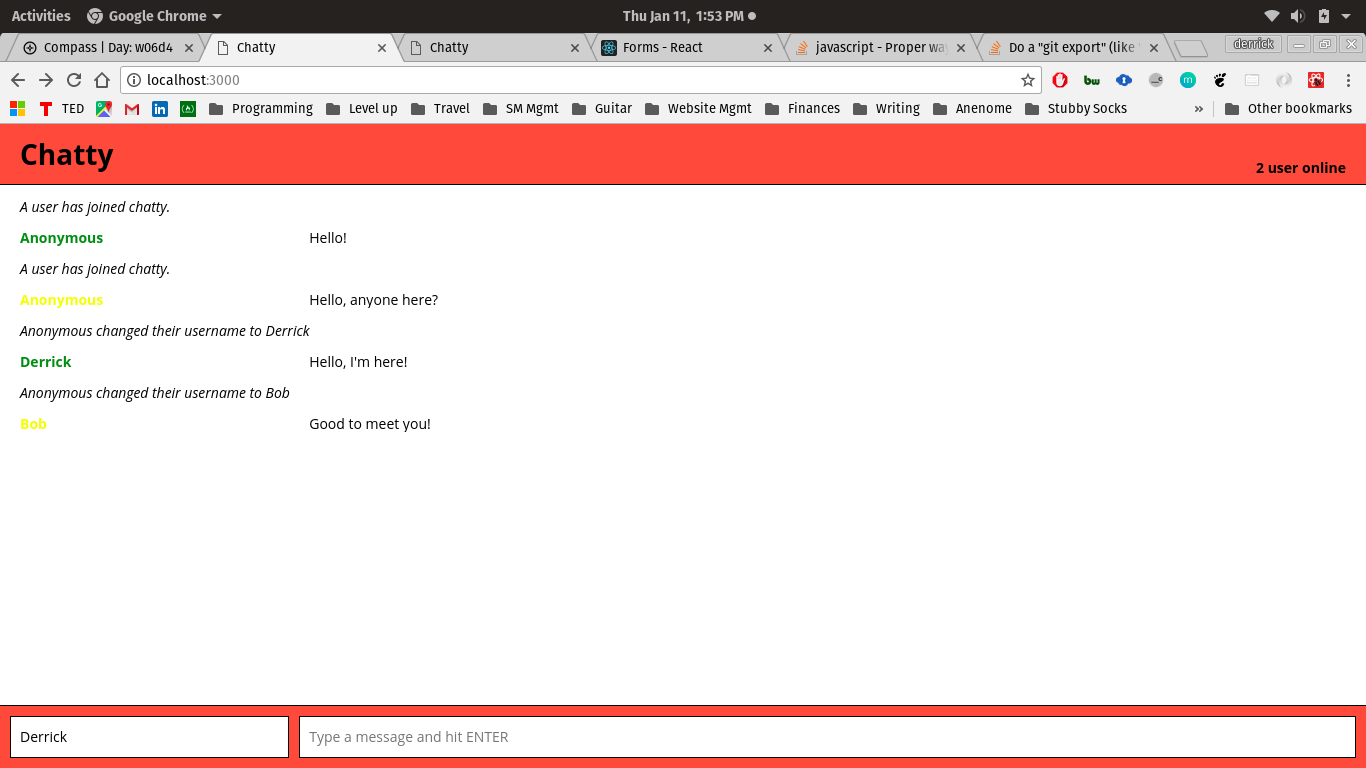 Activities Google Chrome Thu Jan 11, 1:53 PM
Compass | Day: w06d4 Chatty Chatty Forms - React javascript - Proper way Do a "git export" (like derrick
localhost:3000 bw m
TED Programming Level up Travel SM Mgmt Guitar Website Mgmt Finances Writing Anenome Stubby Socks » Other bookmarks
Chatty
2 user online
A user has joined chatty.
Anonymous Hello!
A user has joined chatty.
Anonymous Hello, anyone here?
Anonymous changed their username to Derrick
Derrick Hello, I'm here!
Anonymous changed their username to Bob
Bob Good to meet you!
Derrick Type a message and hit ENTER